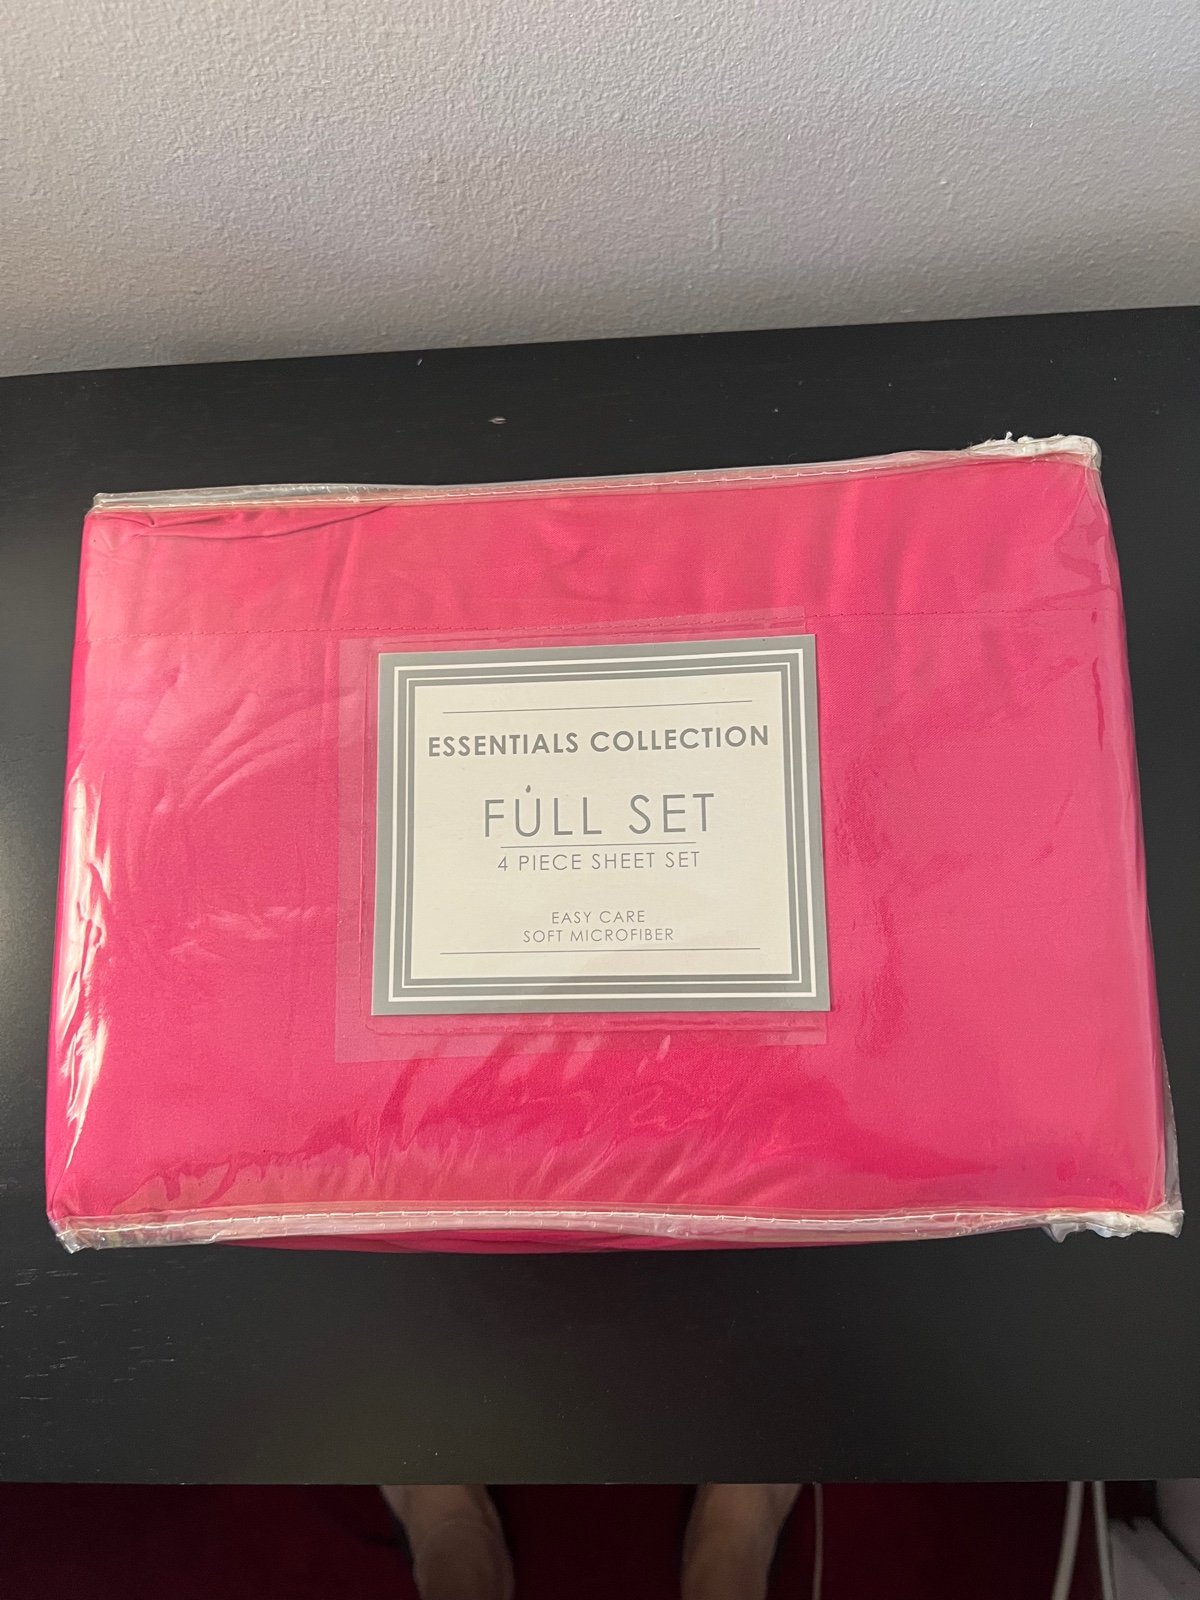 ESSENTIALS COLLECTION
FULL SET
4 PIECE SHEET SET
EASY CARE
SOFT MICROFIBER